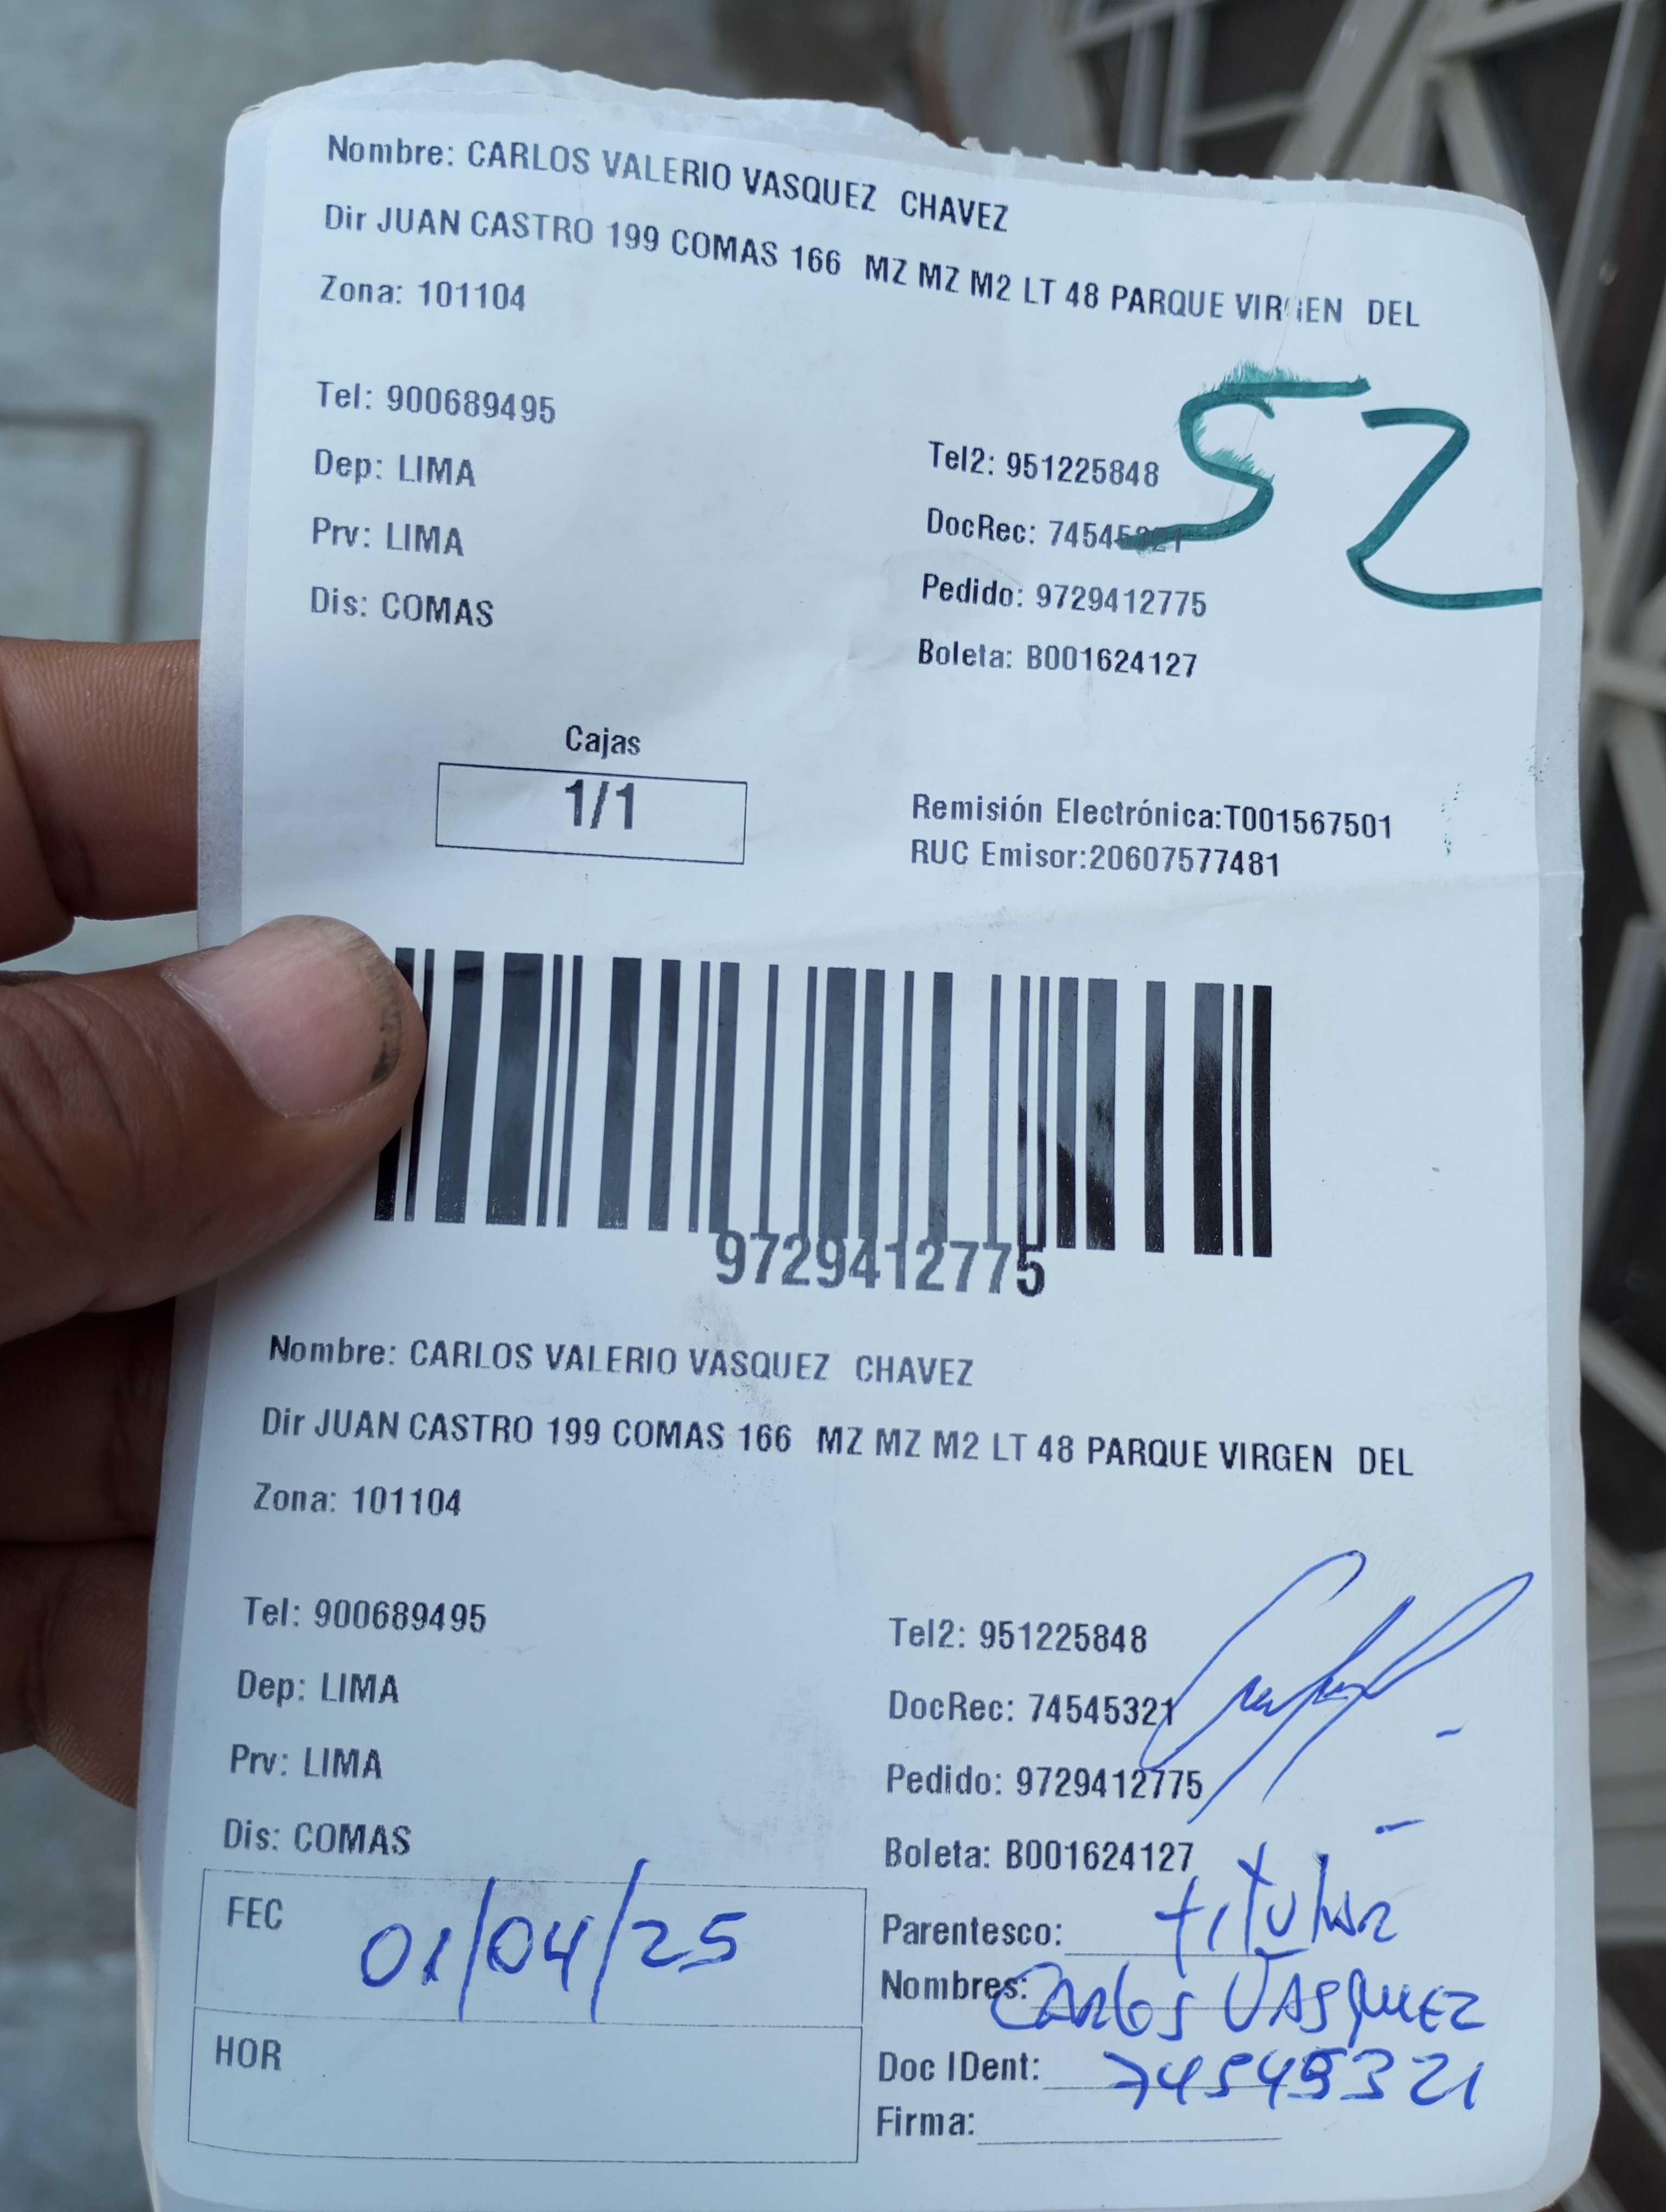 Nombre: CARLOS VALERIO VASQUEZ CHAVEZ
Dir JUAN CASTRO 199 COMAS 166 MZ MZ M2 LT 48 PARQUE VIRGEN DEL
Zona: 101104
52
Tel: 900689495
Tel2: 951225848
Dep: LIMA
DocRec: 74545321
Prv: LIMA
Pedido: 9729412775
Dis: COMAS
Boleta: B001624127
Cajas
1/1
Remisión Electrónica:T001567501
RUC Emisor:20607577481
9729412775
Nombre: CARLOS VALERIO VASQUEZ CHAVEZ
Dir JUAN CASTRO 199 COMAS 166 MZ MZ M2 LT 48 PARQUE VIRGEN DEL
Zona: 101104
Tel: 900689495
Tel2: 951225848
Dep: LIMA
DocRec: 74545321
Prv: LIMA
Pedido: 9729412775
Dis: COMAS
Boleta: B001624127
FEC 01/04/25
Parentesco: titular
Nombres: Carlos VASQUEZ
HOR
Doc IDent: 74545321
Firma: